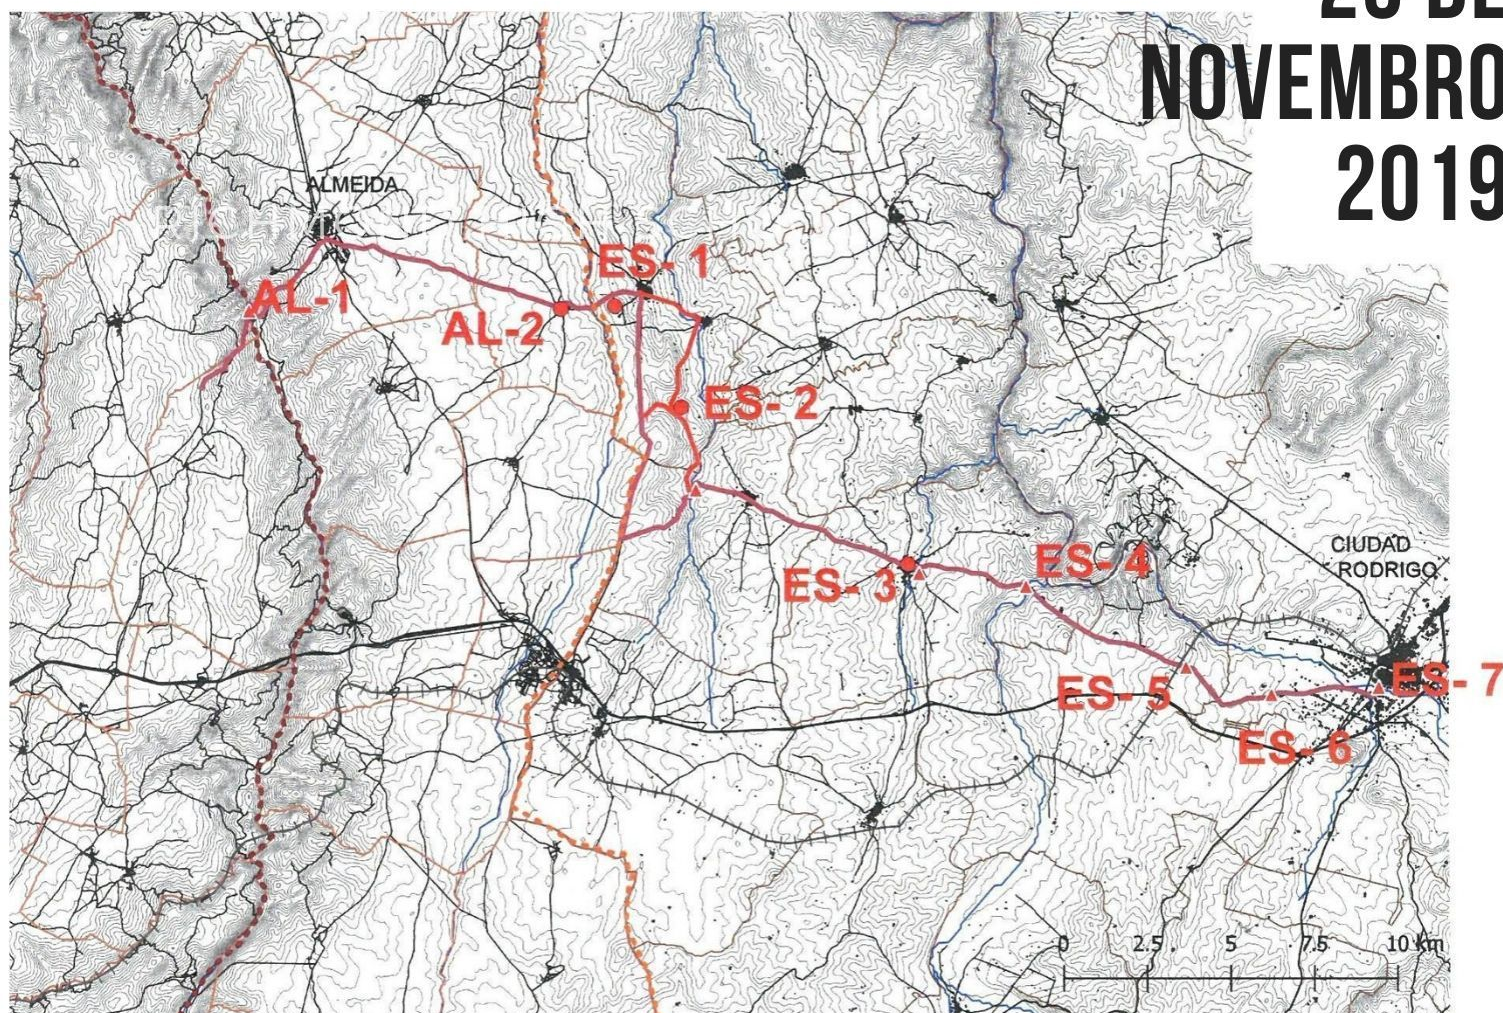 NOVEMBRO
2019
ALMEIDA
ES- 1
AL-1
AL-2
ES- 2
CIUDAD
RODRIGO
ES- 4
ES- 3
ES- 5
ES- 7
ES- 6
0 2.5 5 7.5 10 km